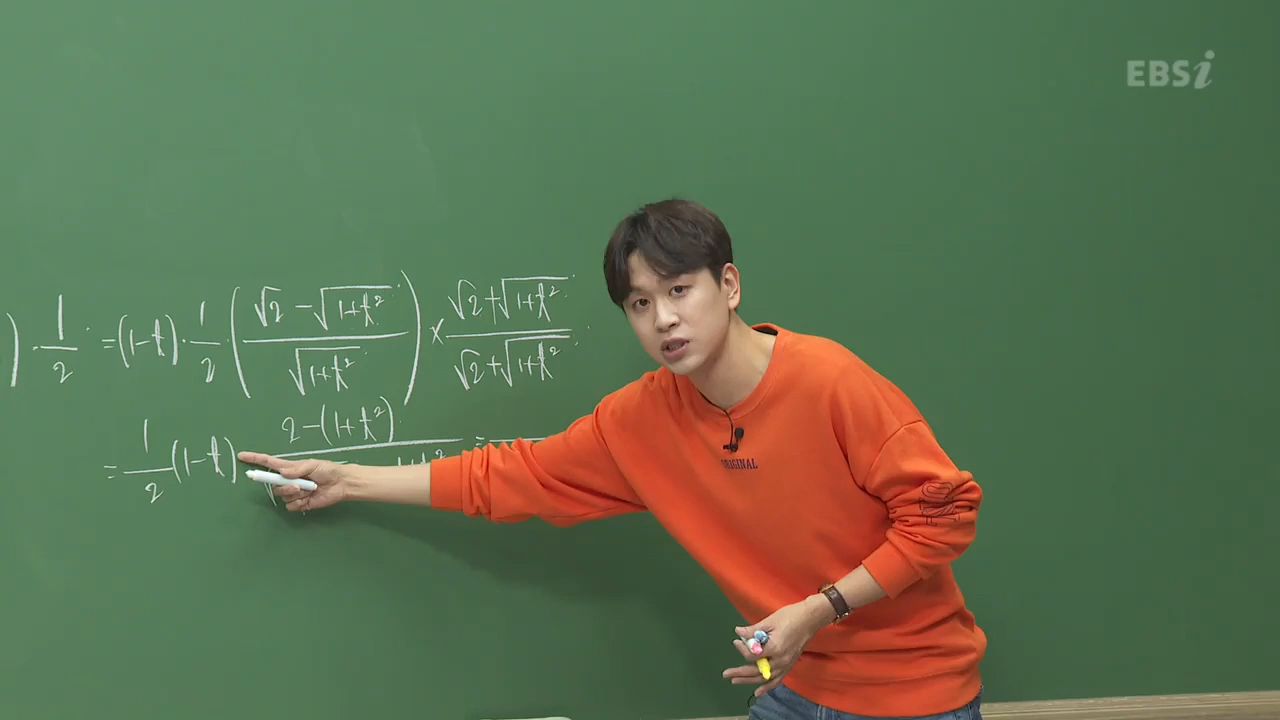 EBSi
) · 1/2 = (1-t) · 1/2 · ( (√2 - √(1+t²)) / √(1+t²) ) × (√2 + √(1+t²)) / (√2 + √(1+t²))
= 1/2 (1-t) 2-(1+t²) =
ORIGINAL